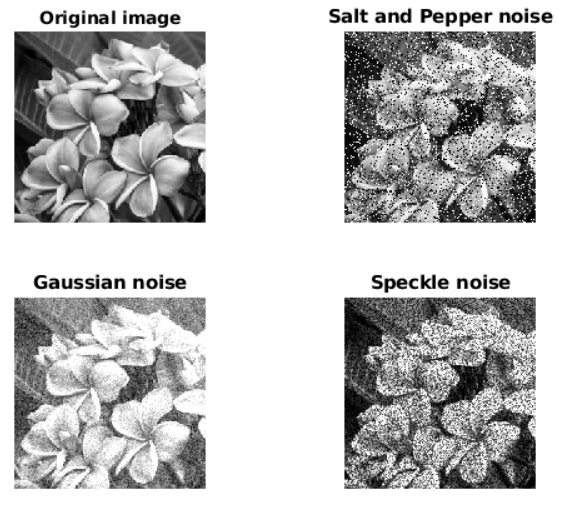 Original image
Salt and Pepper noise
Gaussian noise
Speckle noise